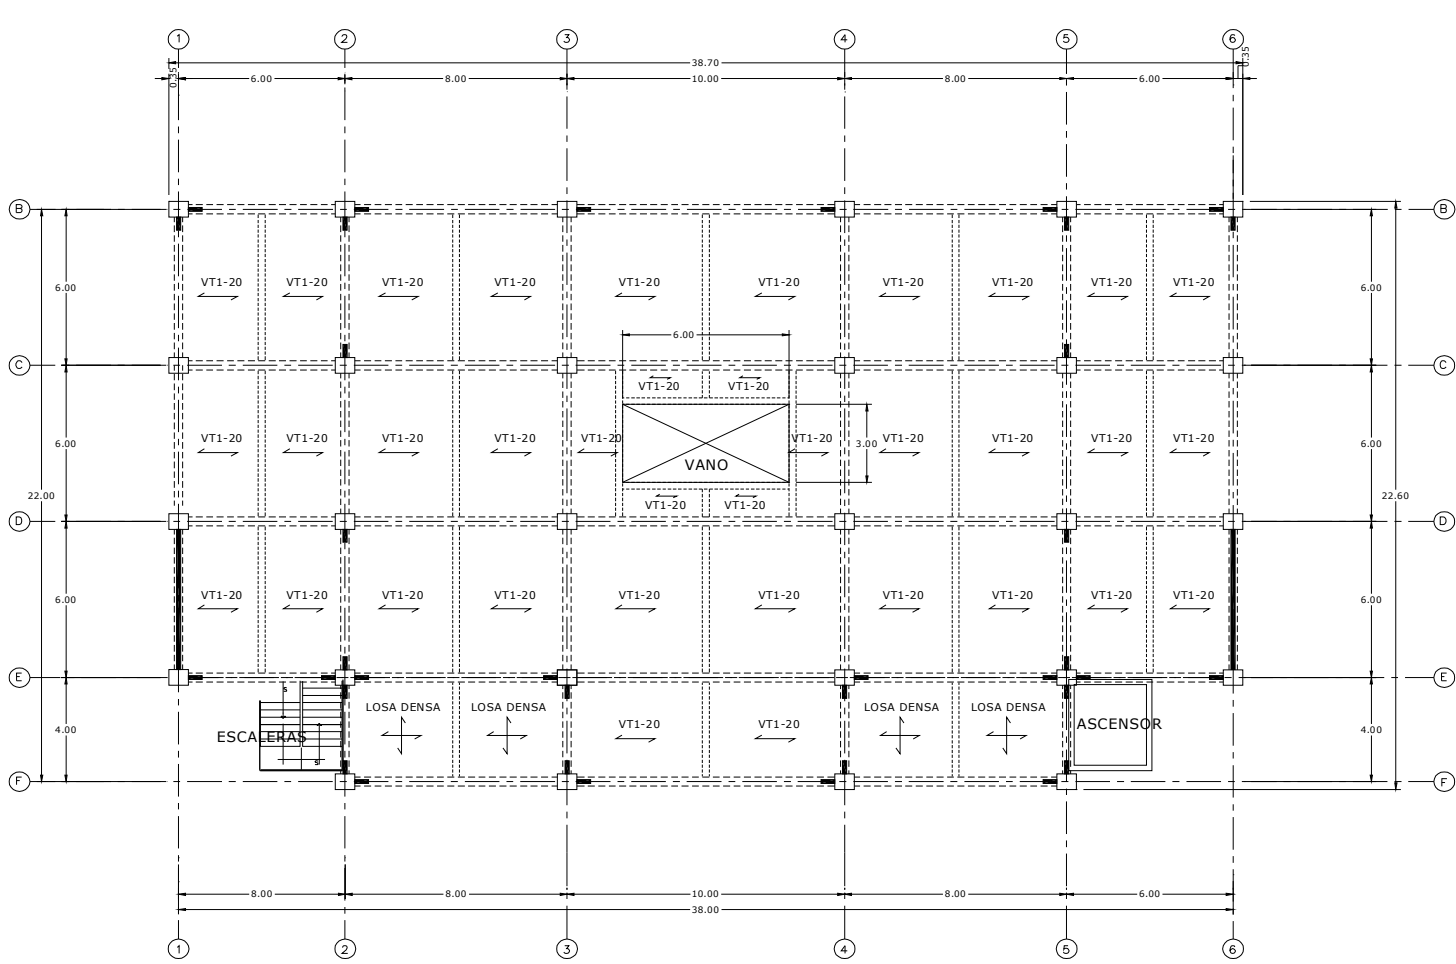 1 2 3 4 5 6
38.70
0.35 6.00 8.00 10.00 8.00 6.00 0.35
B B
VT1-20 VT1-20 VT1-20 VT1-20 VT1-20 VT1-20 VT1-20 VT1-20 VT1-20 VT1-20
6.00 6.00
6.00
C C
VT1-20 VT1-20
VT1-20 VT1-20 VT1-20 VT1-20 VT1-20 VT1-20 VT1-20 VT1-20 VT1-20 VT1-20
6.00 3.00 6.00
VANO
22.00 22.60
VT1-20 VT1-20
D D
VT1-20 VT1-20 VT1-20 VT1-20 VT1-20 VT1-20 VT1-20 VT1-20 VT1-20 VT1-20
6.00 6.00
E E
S
LOSA DENSA LOSA DENSA VT1-20 VT1-20 LOSA DENSA LOSA DENSA
4.00 ESCALERAS ASCENSOR 4.00
S
F F
8.00 8.00 10.00 8.00 6.00
38.00
1 2 3 4 5 6